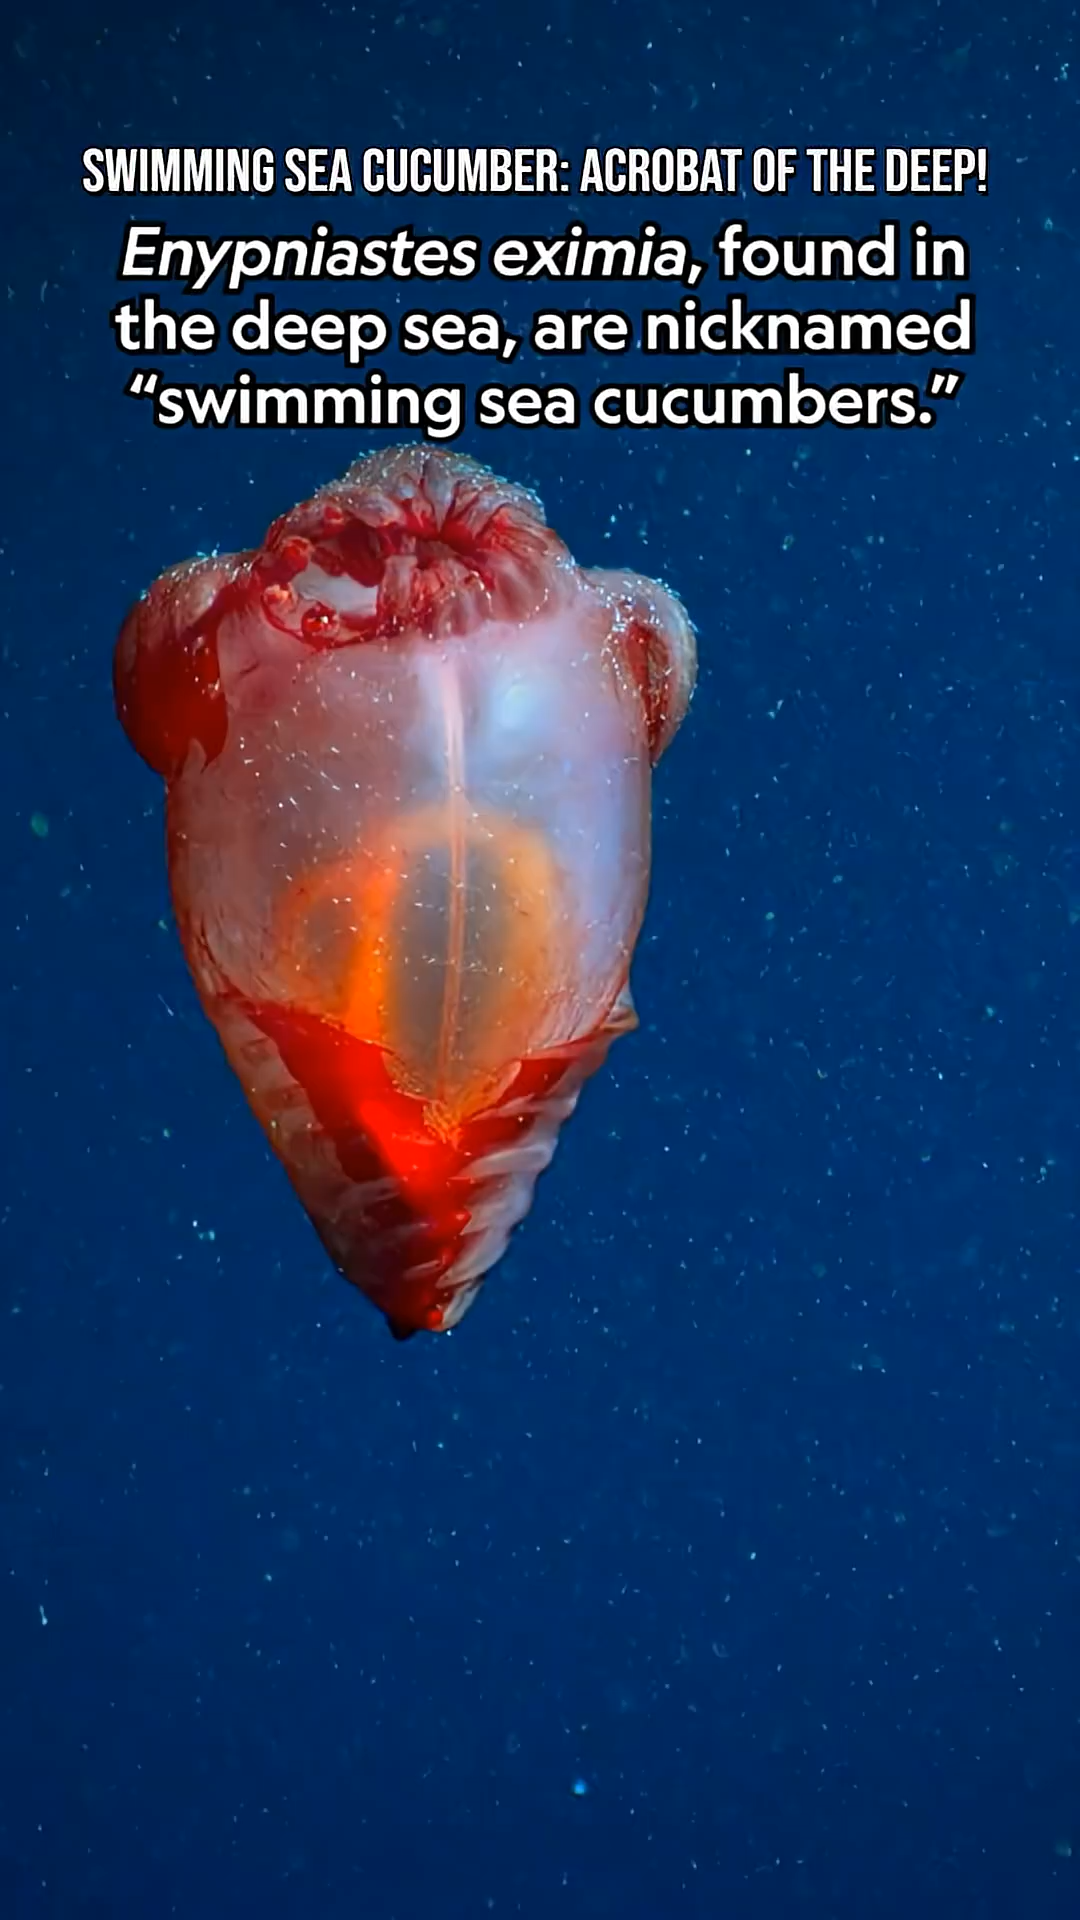 SWIMMING SEA CUCUMBER: ACROBAT OF THE DEEP!
Enypniastes eximia, found in
the deep sea, are nicknamed
“swimming sea cucumbers.”